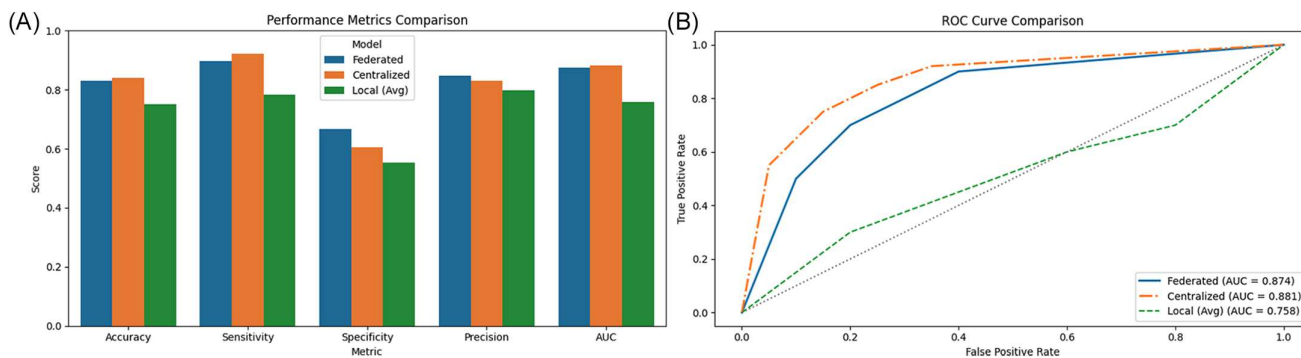 (A)
Performance Metrics Comparison
Score
1.0
0.8
0.6
0.4
0.2
0.0
Model
Federated
Centralized
Local (Avg)
Accuracy
Sensitivity
Specificity
Precision
AUC
Metric
(B)
ROC Curve Comparison
True Positive Rate
1.0
0.8
0.6
0.4
0.2
0.0
Federated (AUC = 0.874)
Centralized (AUC = 0.881)
Local (Avg) (AUC = 0.758)
0.0
0.2
0.4
0.6
0.8
1.0
False Positive Rate